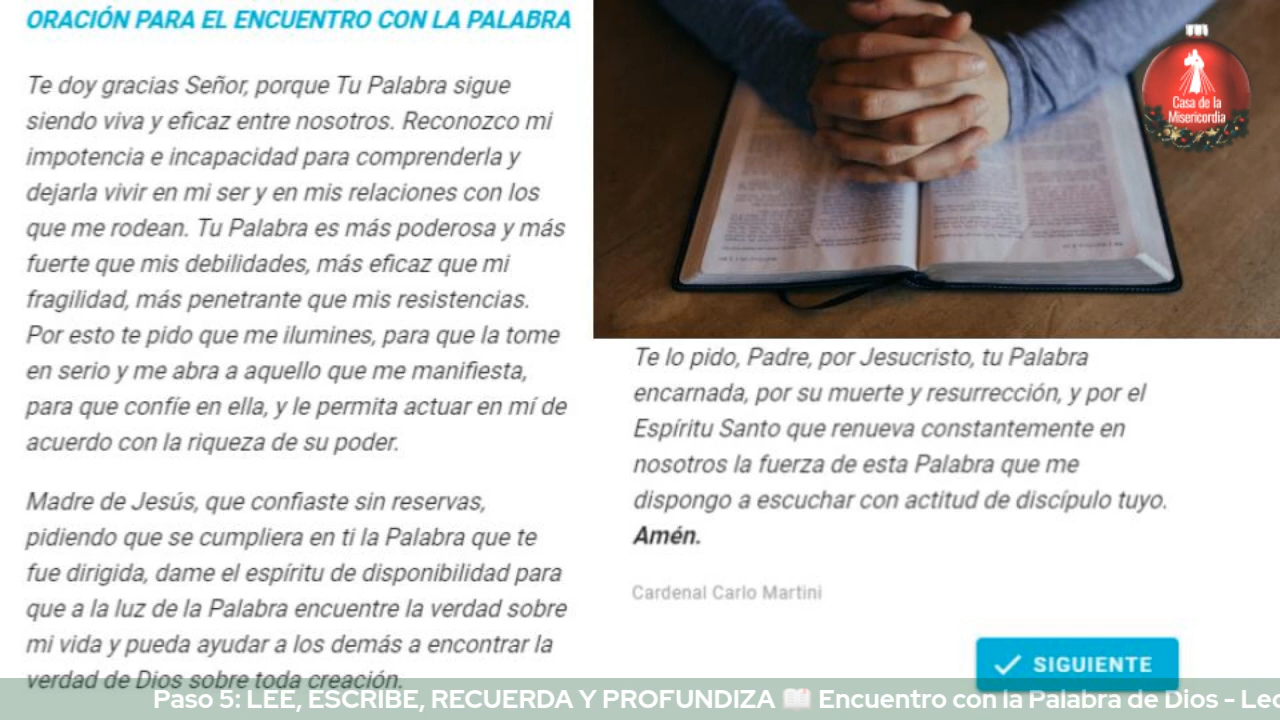 ORACIÓN PARA EL ENCUENTRO CON LA PALABRA
Te doy gracias Señor, porque Tu Palabra sigue
siendo viva y eficaz entre nosotros. Reconozco mi
impotencia e incapacidad para comprenderla y
dejarla vivir en mi ser y en mis relaciones con los
que me rodean. Tu Palabra es más poderosa y más
fuerte que mis debilidades, más eficaz que mi
fragilidad, más penetrante que mis resistencias.
Por esto te pido que me ilumines, para que la tome
en serio y me abra a aquello que me manifiesta,
para que confíe en ella, y le permita actuar en mí de
acuerdo con la riqueza de su poder.
Madre de Jesús, que confiaste sin reservas,
pidiendo que se cumpliera en ti la Palabra que te
fue dirigida, dame el espíritu de disponibilidad para
que a la luz de la Palabra encuentre la verdad sobre
mi vida y pueda ayudar a los demás a encontrar la
verdad de Dios sobre toda creación.
Casa de la
Misericordia
Te lo pido, Padre, por Jesucristo, tu Palabra
encarnada, por su muerte y resurrección, y por el
Espíritu Santo que renueva constantemente en
nosotros la fuerza de esta Palabra que me
dispongo a escuchar con actitud de discípulo tuyo.
Amén.
Cardenal Carlo Martini
SIGUIENTE
Paso 5: LEE, ESCRIBE, RECUERDA Y PROFUNDIZA 📖 Encuentro con la Palabra de Dios - Lec